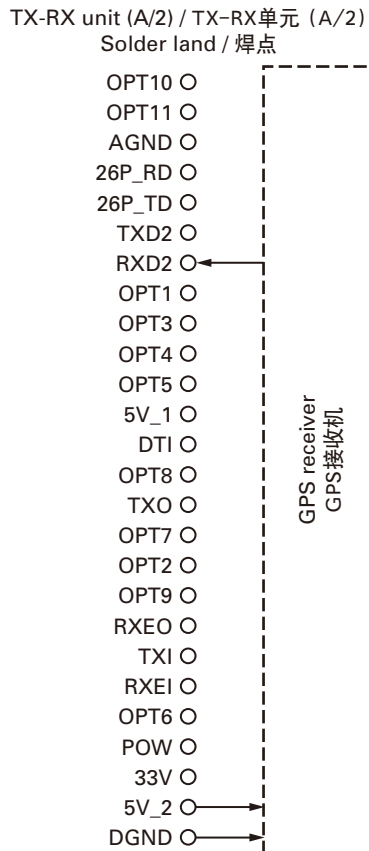 TX-RX unit (A/2) / TX-RX单元 (A/2)
Solder land / 焊点
OPT10
OPT11
AGND
26P_RD
26P_TD
TXD2
RXD2
OPT1
OPT3
OPT4
OPT5
5V_1
DTI
OPT8
TXO
OPT7
OPT2
OPT9
RXEO
TXI
RXEI
OPT6
POW
33V
5V_2
DGND
GPS receiver
GPS接收机